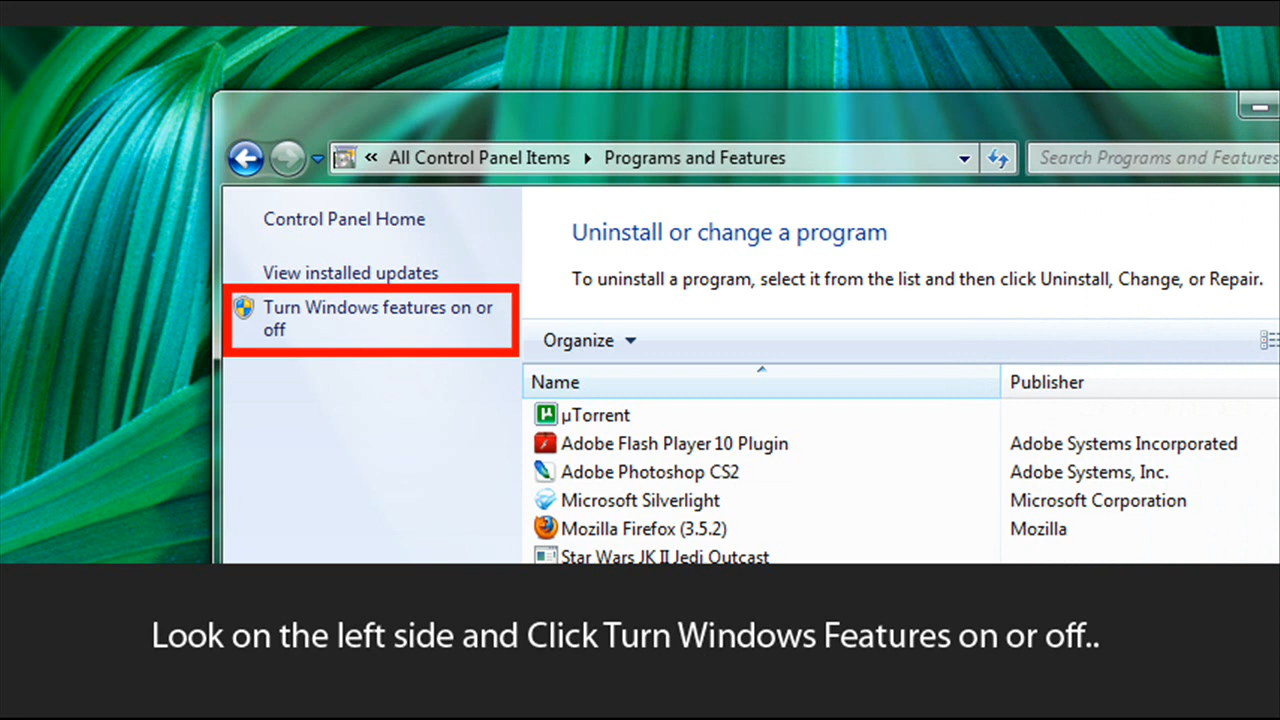 « All Control Panel Items ▸ Programs and Features
Search Programs and Features
Control Panel Home
View installed updates
Turn Windows features on or
off
Uninstall or change a program
To uninstall a program, select it from the list and then click Uninstall, Change, or Repair.
Organize
Name Publisher
µTorrent
Adobe Flash Player 10 Plugin Adobe Systems Incorporated
Adobe Photoshop CS2 Adobe Systems, Inc.
Microsoft Silverlight Microsoft Corporation
Mozilla Firefox (3.5.2) Mozilla
Star Wars JK II Jedi Outcast
Look on the left side and Click Turn Windows Features on or off..